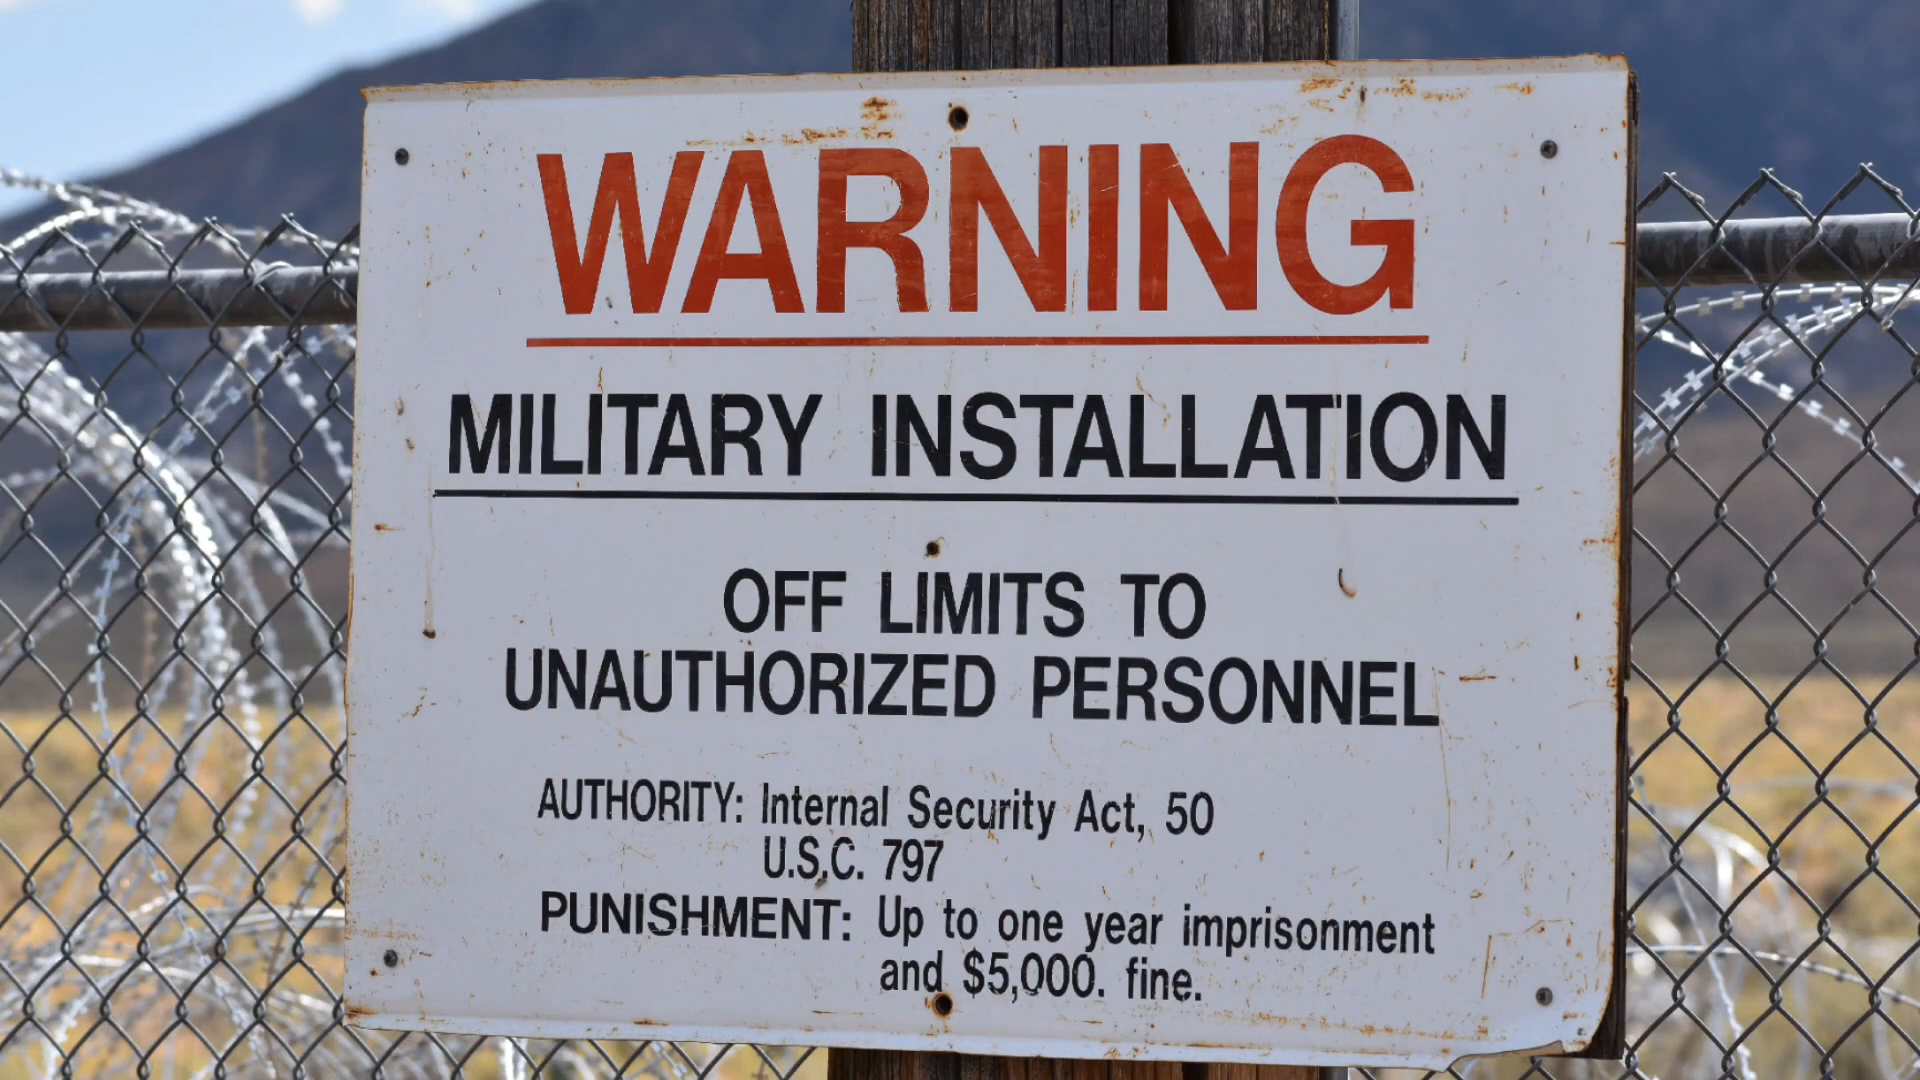 WARNING
MILITARY INSTALLATION
OFF LIMITS TO
UNAUTHORIZED PERSONNEL
AUTHORITY: Internal Security Act, 50
U.S.C. 797
PUNISHMENT: Up to one year imprisonment
and $5,000. fine.